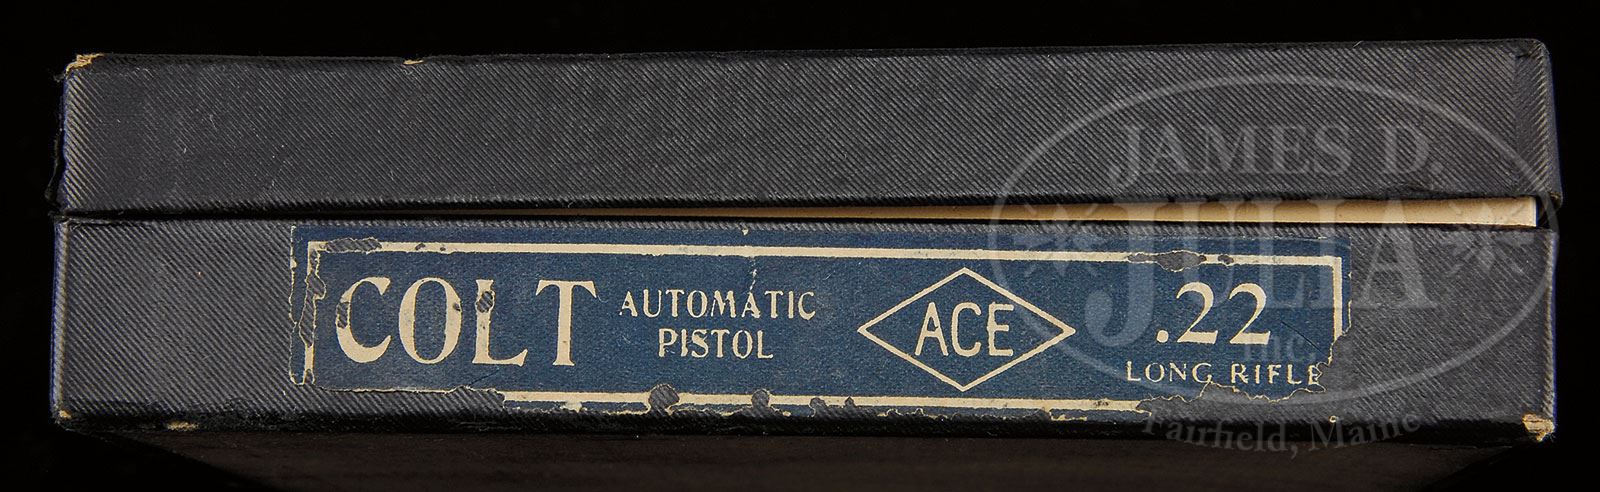 COLT
AUTOMATIC
PISTOL
ACE
.22
LONG RIFLE
JAMES D.
JULIA
Inc.
Fairfield, Maine